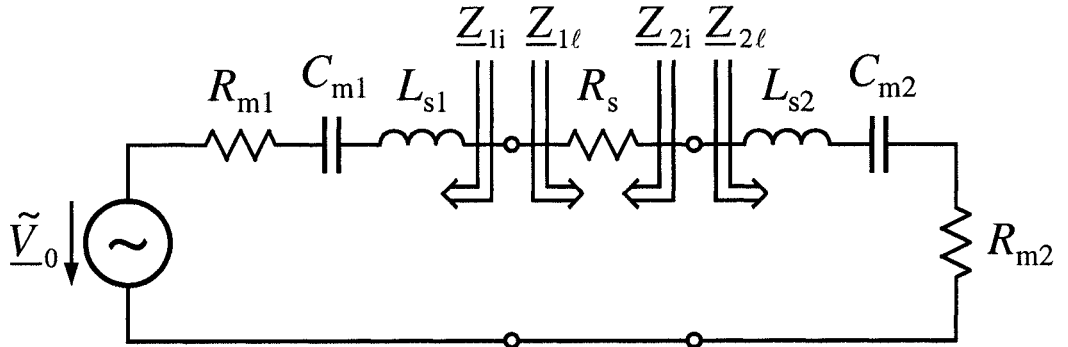 Z1i Z1ℓ Z2i Z2ℓ
Rm1 Cm1 Ls1 Rs Ls2 Cm2
Ṽ0 ~ Rm2